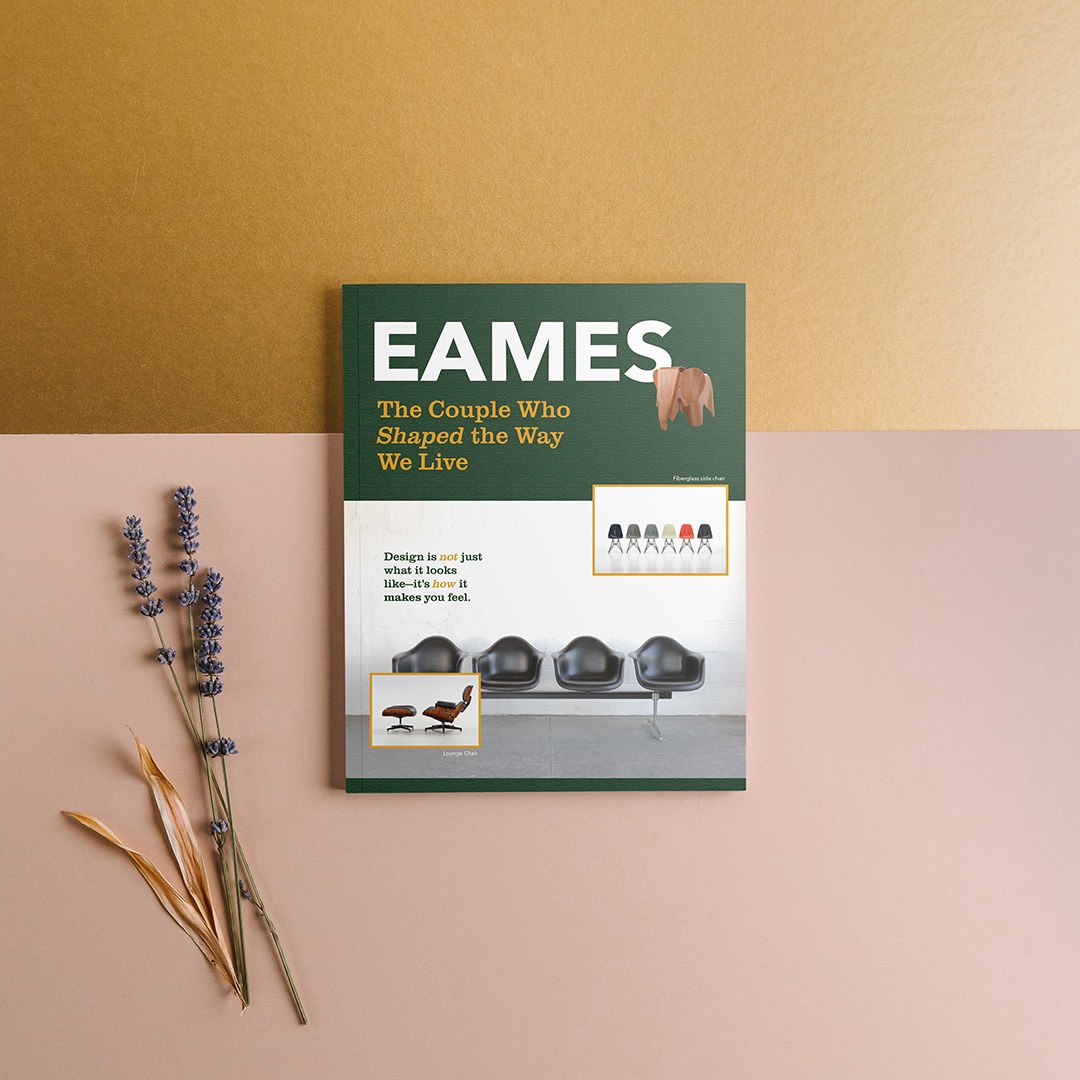 EAMES
The Couple Who
Shaped the Way
We Live
Fiberglass side chair
Design is not just
what it looks
like—it's how it
makes you feel.
Lounge Chair